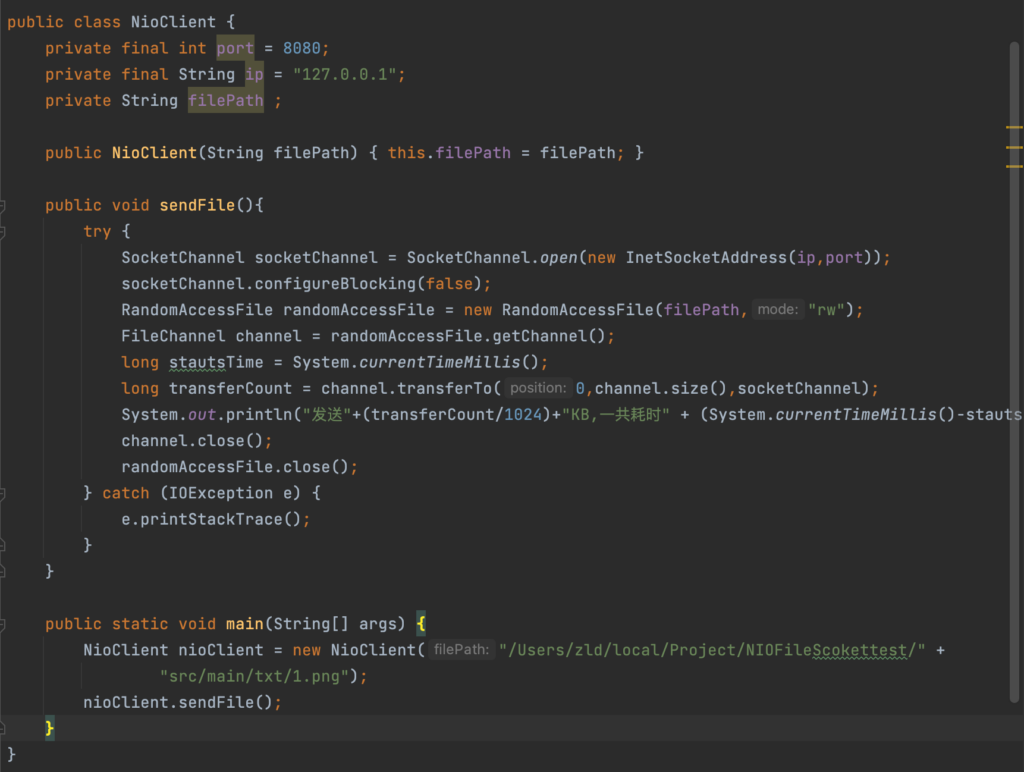 public class NioClient {
    private final int port = 8080;
    private final String ip = "127.0.0.1";
    private String filePath ;
    public NioClient(String filePath) { this.filePath = filePath; }
    public void sendFile(){
        try {
            SocketChannel socketChannel = SocketChannel.open(new InetSocketAddress(ip,port));
            socketChannel.configureBlocking(false);
            RandomAccessFile randomAccessFile = new RandomAccessFile(filePath, mode: "rw");
            FileChannel channel = randomAccessFile.getChannel();
            long stautsTime = System.currentTimeMillis();
            long transferCount = channel.transferTo( position: 0,channel.size(),socketChannel);
            System.out.println("发送"+(transferCount/1024)+"KB,一共耗时" + (System.currentTimeMillis()-stauts
            channel.close();
            randomAccessFile.close();
        } catch (IOException e) {
            e.printStackTrace();
        }
    }
    public static void main(String[] args) {
        NioClient nioClient = new NioClient( filePath: "/Users/zld/local/Project/NIOFileScokettest/" +
                "src/main/txt/1.png");
        nioClient.sendFile();
    }
}